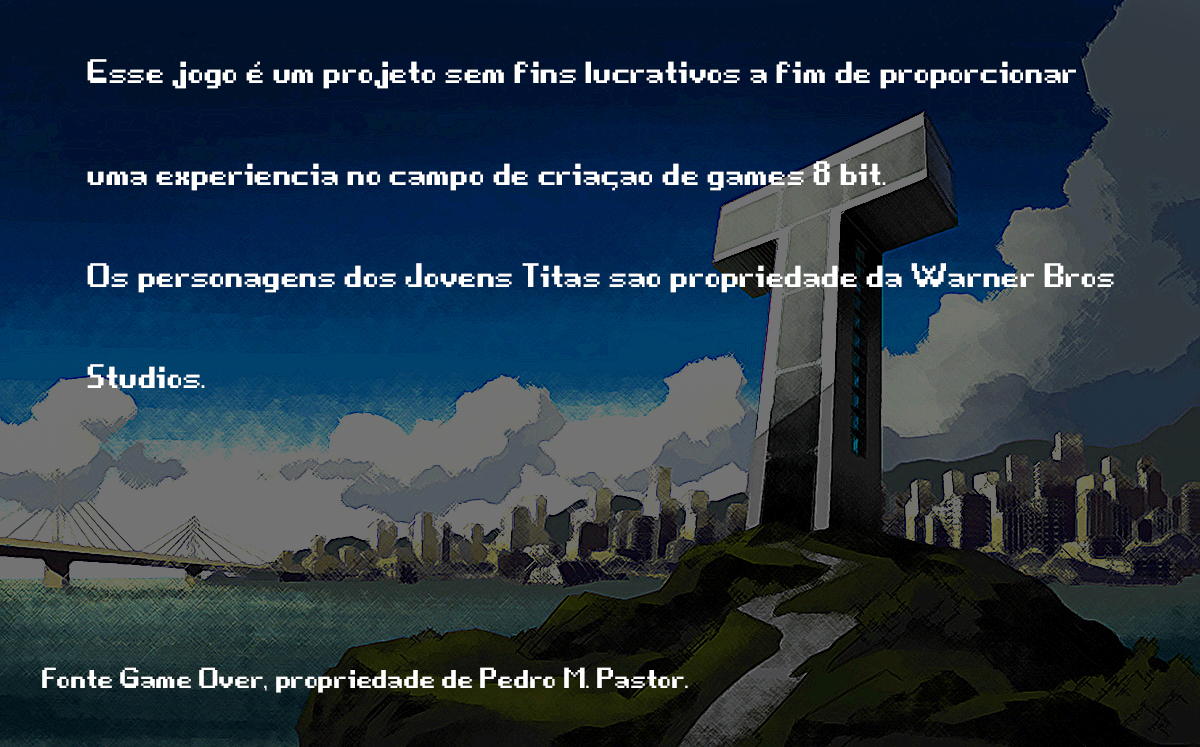 Esse jogo é um projeto sem fins lucrativos a fim de proporcionar
uma experiencia no campo de criaçao de games 8 bit.
Os personagens dos Jovens Titas sao propriedade da Warner Bros
Studios.
Fonte Game Over, propriedade de Pedro M. Pastor.